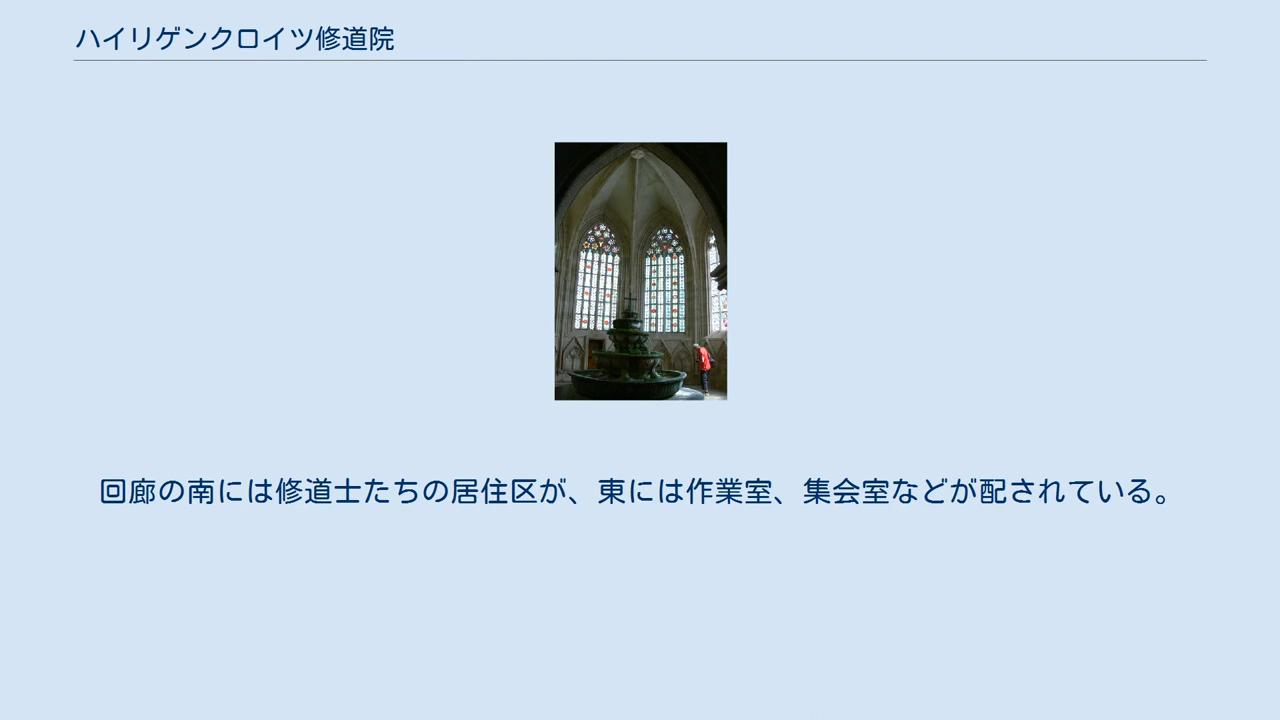 ハイリゲンクロイツ修道院
回廊の南には修道士たちの居住区が、東には作業室、集会室などが配されている。